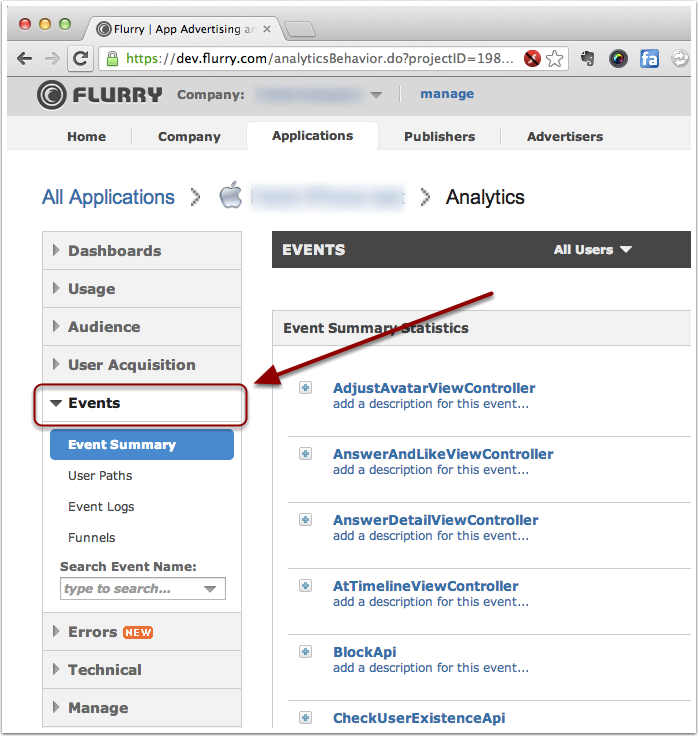 Flurry | App Advertising an
https://dev.flurry.com/analyticsBehavior.do?projectID=198...
FLURRY Company: manage
Home Company Applications Publishers Advertisers
All Applications > > Analytics
Dashboards
Usage
Audience
User Acquisition
Events
Event Summary
User Paths
Event Logs
Funnels
Search Event Name:
type to search...
Errors NEW
Technical
Manage
EVENTS All Users
Event Summary Statistics
AdjustAvatarViewController
add a description for this event...
AnswerAndLikeViewController
add a description for this event...
AnswerDetailViewController
add a description for this event...
AtTimelineViewController
add a description for this event...
BlockApi
add a description for this event...
CheckUserExistenceApi